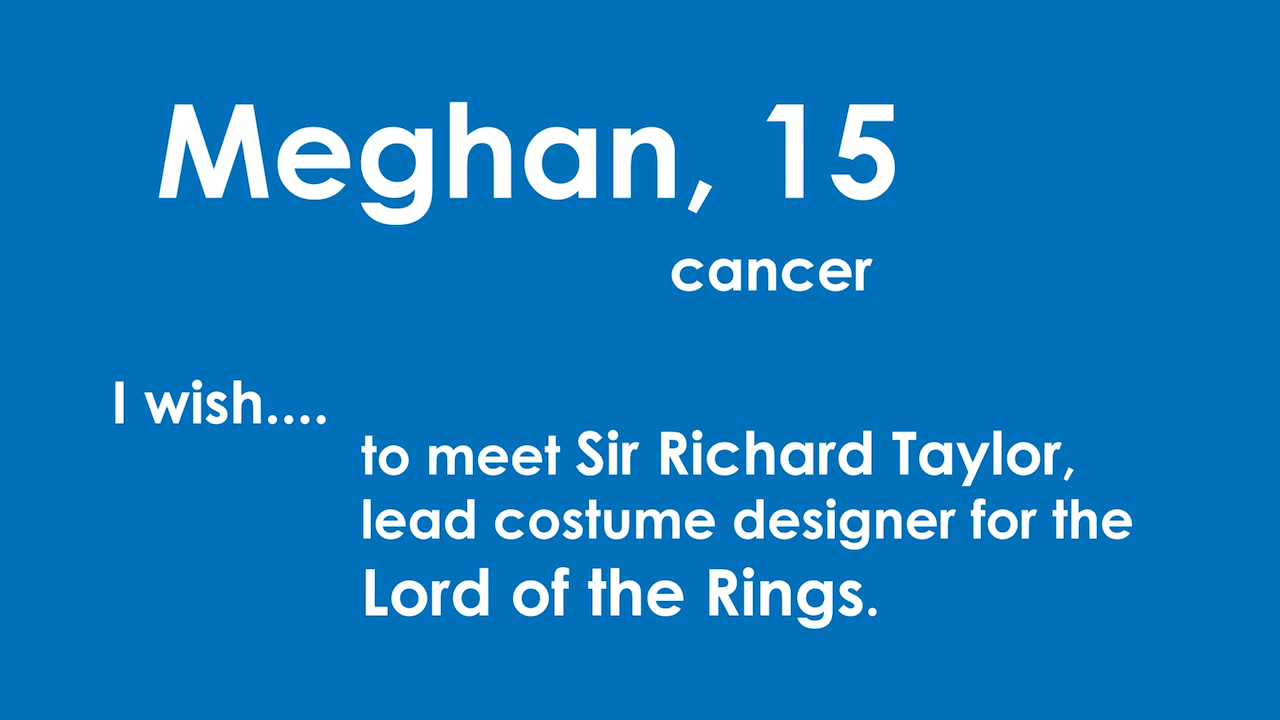 Meghan, 15
cancer
I wish....
to meet Sir Richard Taylor,
lead costume designer for the
Lord of the Rings.